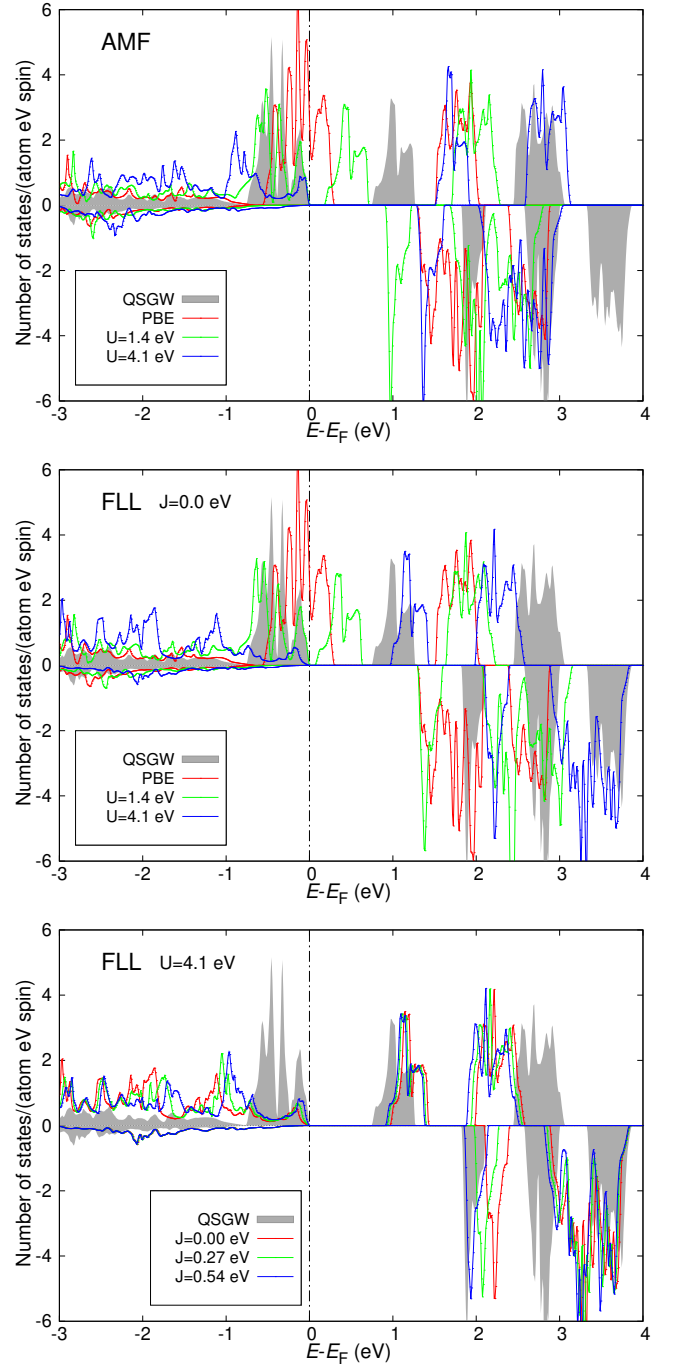 AMF
Number of states/(atom eV spin)
6
4
2
0
-2
-4
-6
QSGW
PBE
U=1.4 eV
U=4.1 eV
-3 -2 -1 0 1 2 3 4
E-E_F (eV)
FLL J=0.0 eV
Number of states/(atom eV spin)
6
4
2
0
-2
-4
-6
QSGW
PBE
U=1.4 eV
U=4.1 eV
-3 -2 -1 0 1 2 3 4
E-E_F (eV)
FLL U=4.1 eV
Number of states/(atom eV spin)
6
4
2
0
-2
-4
-6
QSGW
J=0.00 eV
J=0.27 eV
J=0.54 eV
-3 -2 -1 0 1 2 3 4
E-E_F (eV)